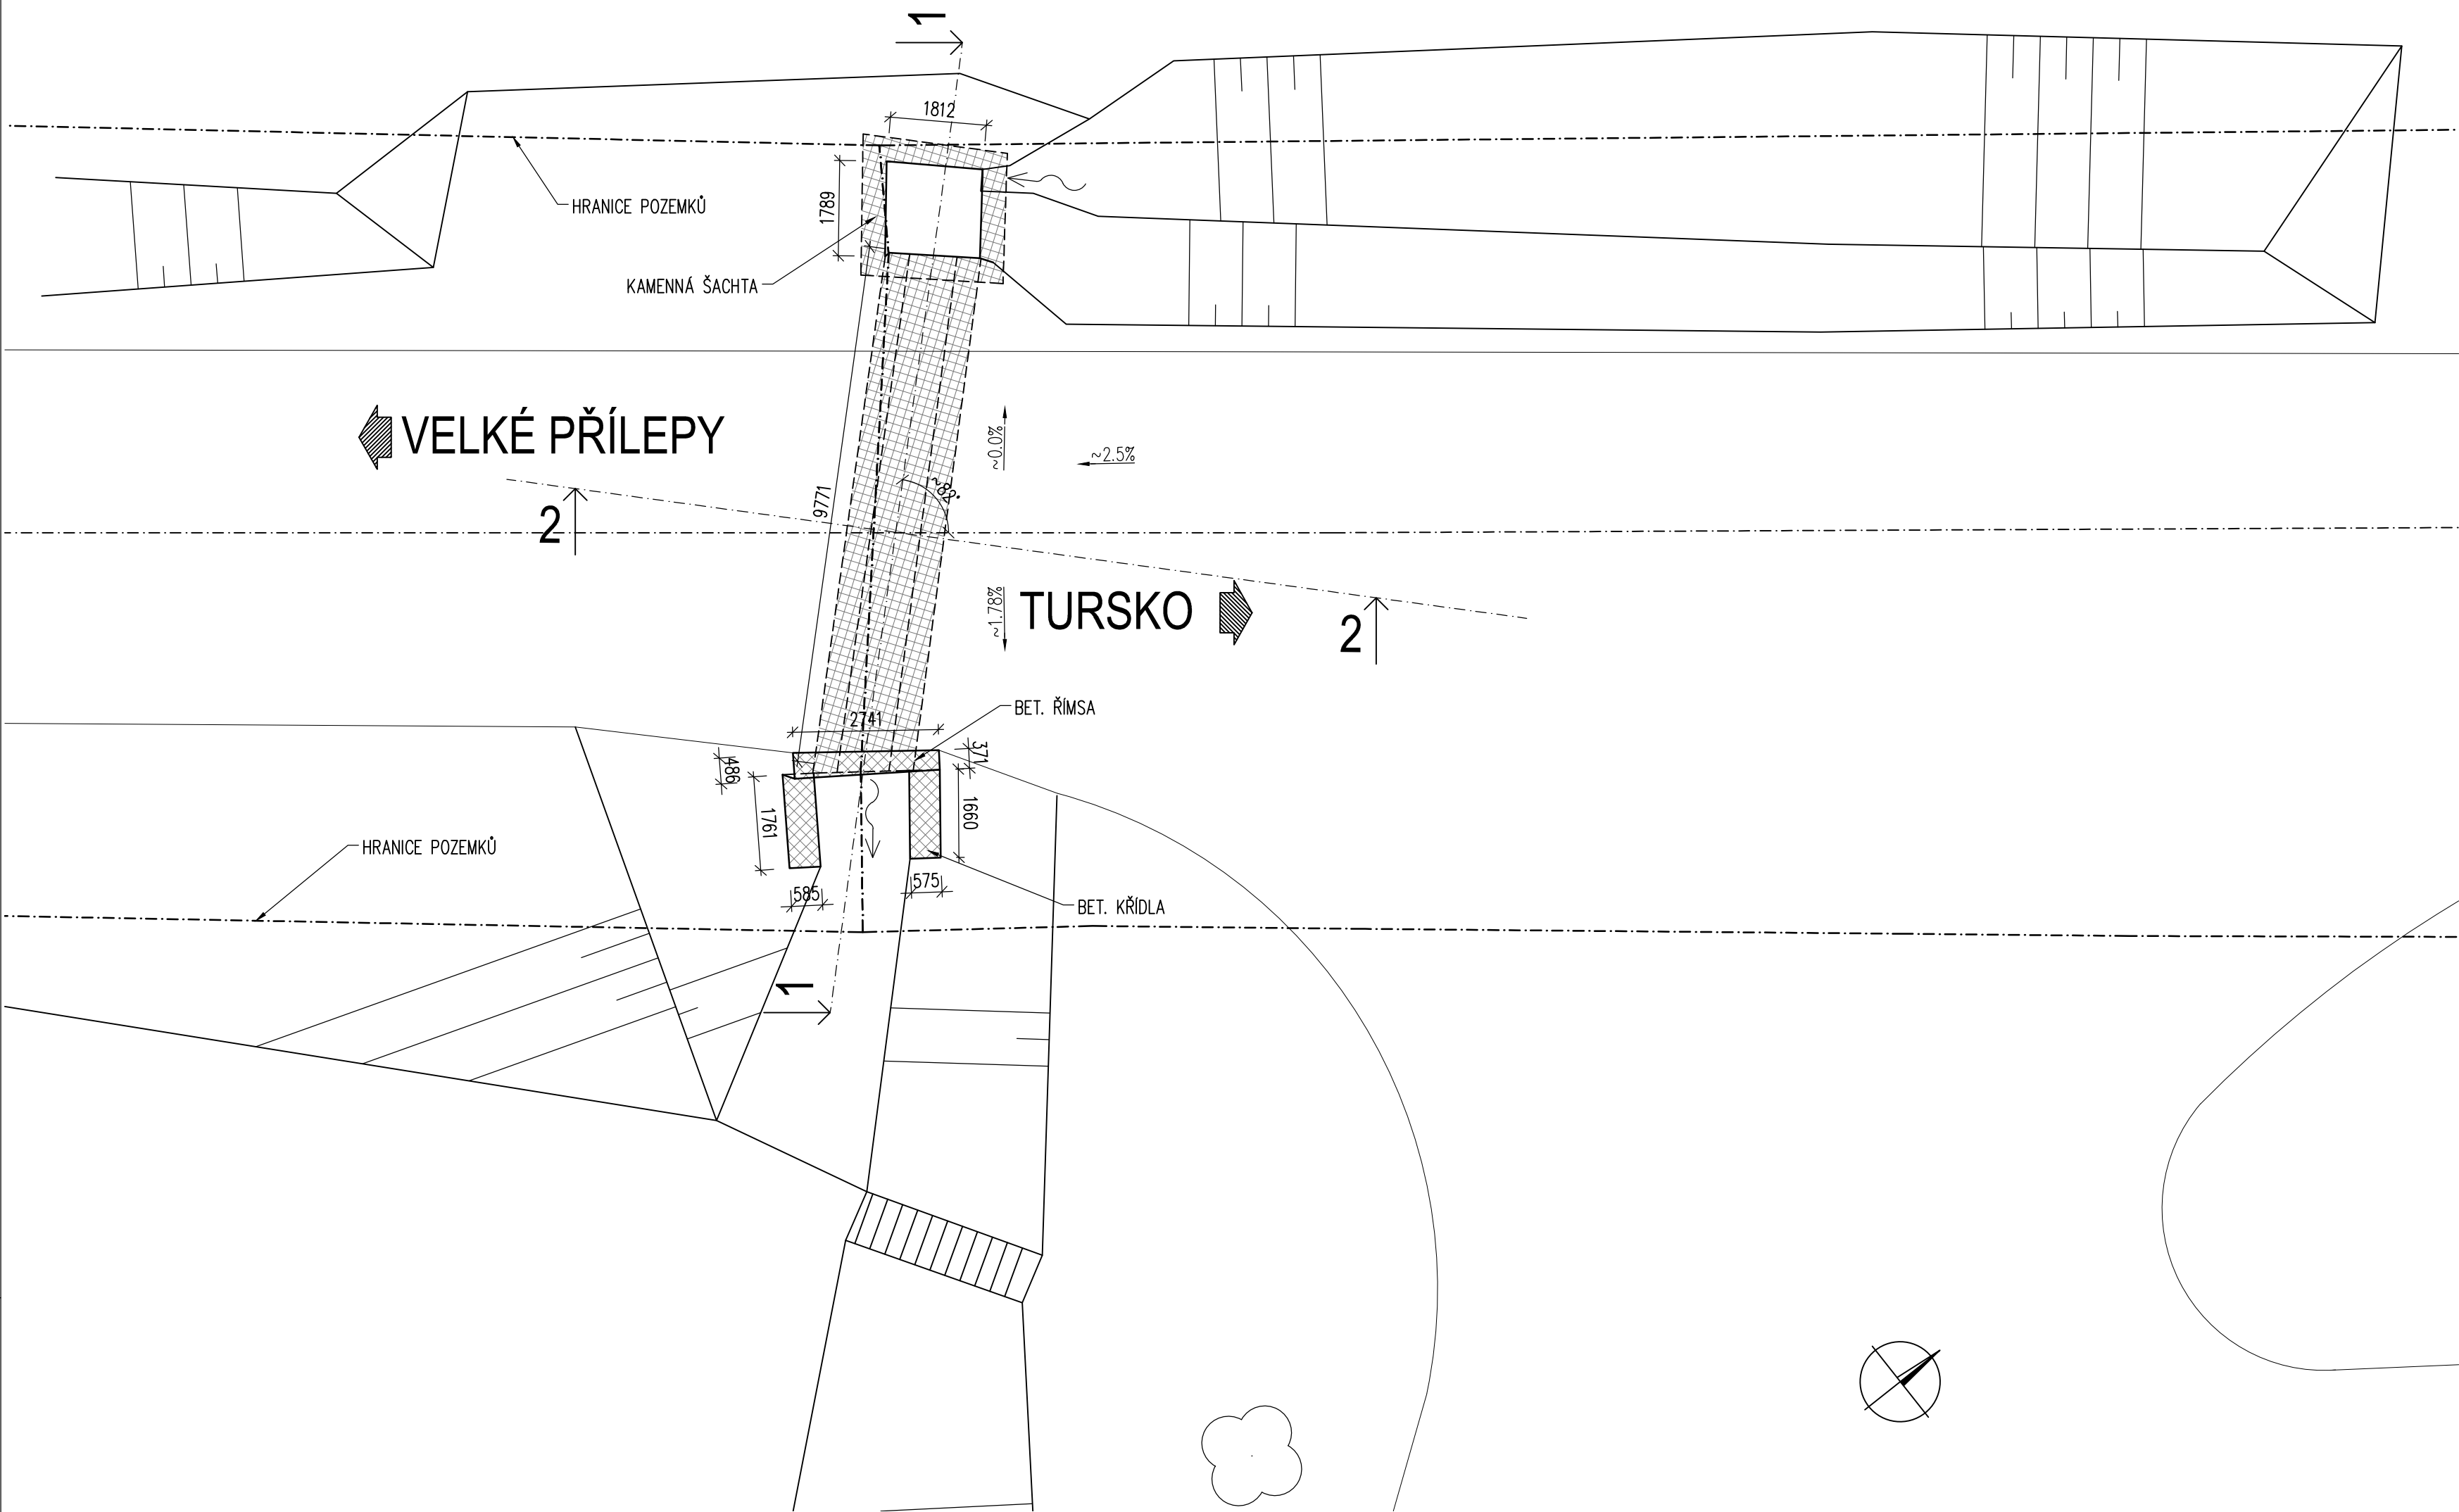 1
1812
1789
HRANICE POZEMKŮ
KAMENNÁ ŠACHTA
VELKÉ PŘÍLEPY
~0.0%
~2.5%
9771
~82°
2
~1.78%
TURSKO
2
BET. ŘÍMSA
2741
371
486
1761
1660
HRANICE POZEMKŮ
585
575
BET. KŘÍDLA
1